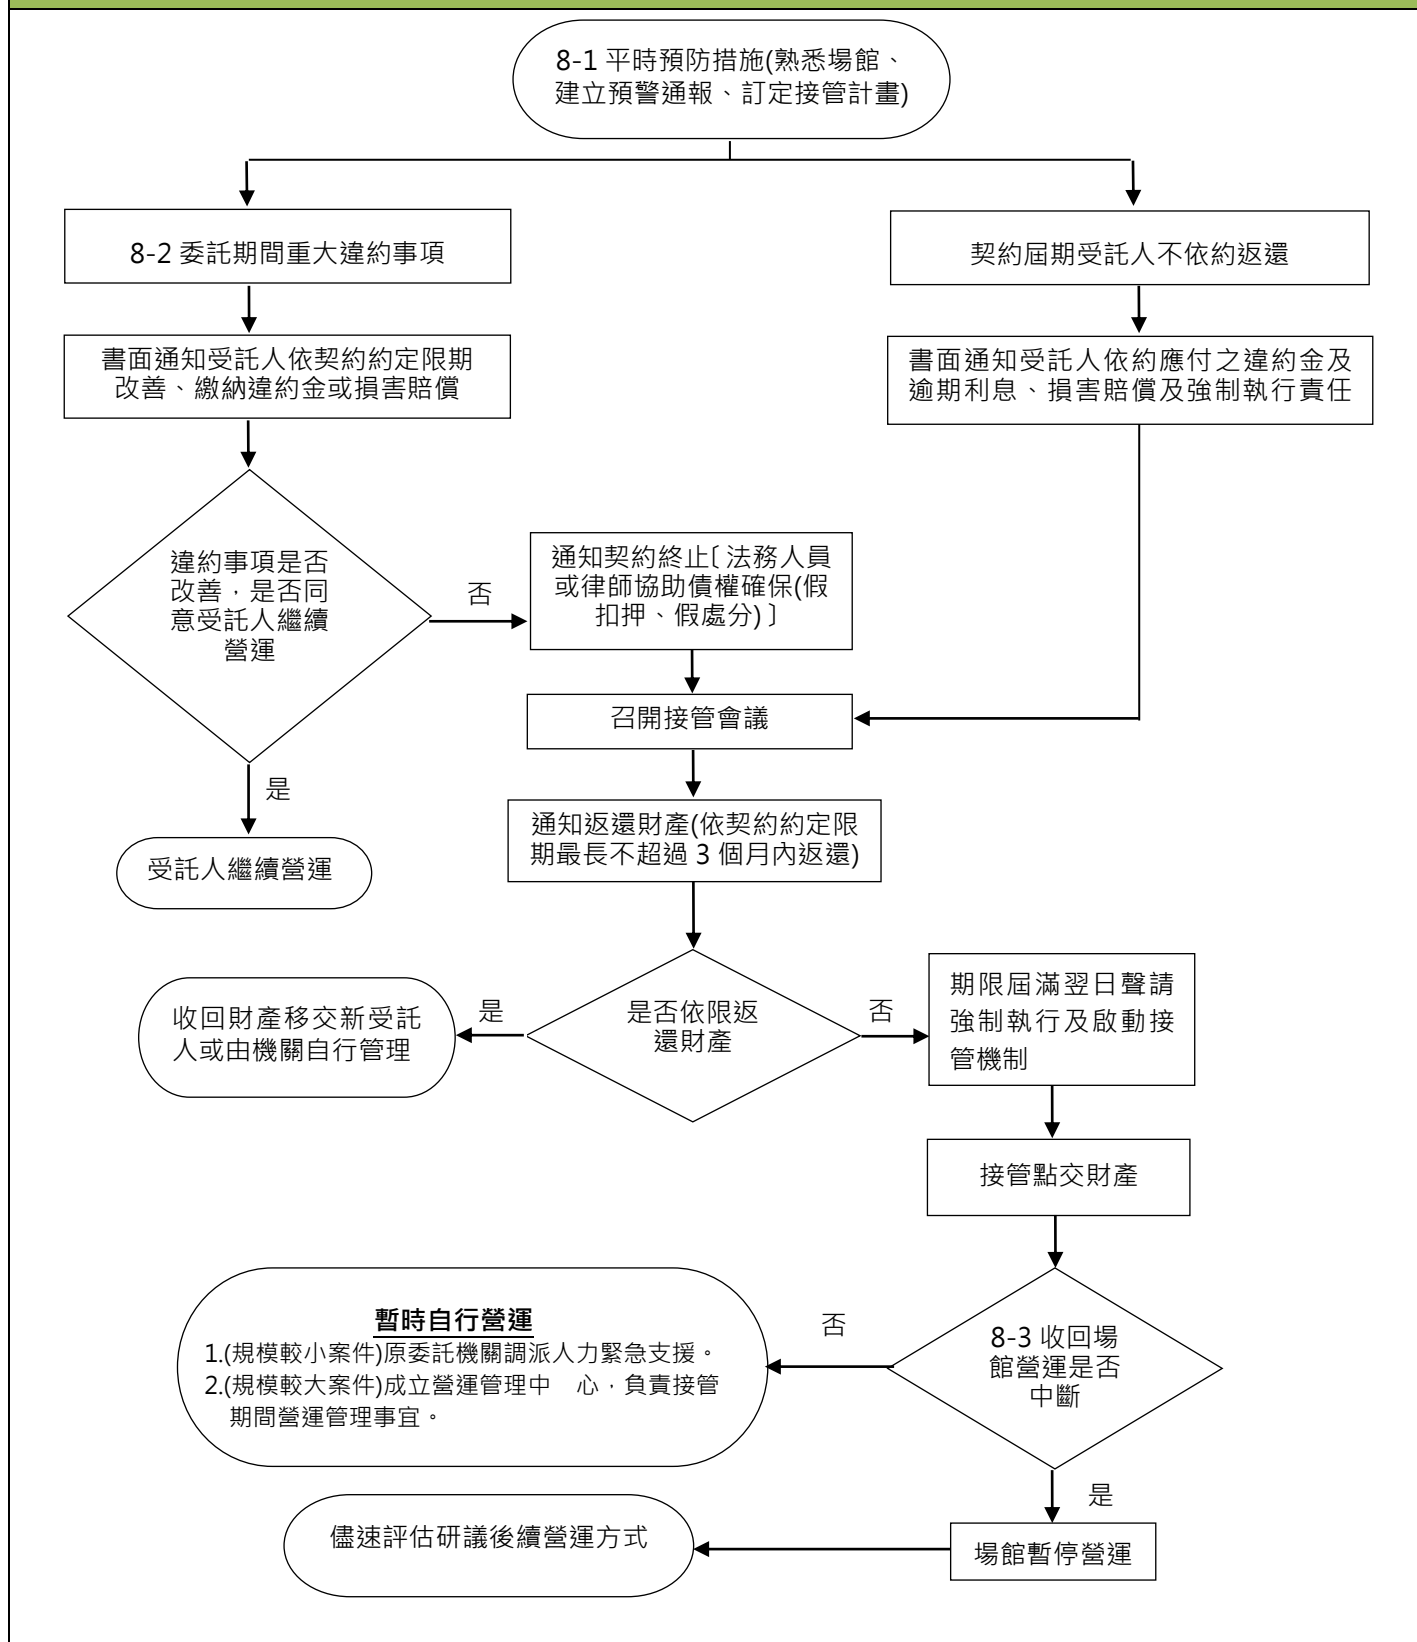 8-1 平時預防措施(熟悉場館、
建立預警通報、訂定接管計畫)
8-2 委託期間重大違約事項
契約屆期受託人不依約返還
書面通知受託人依契約約定限期
改善、繳納違約金或損害賠償
書面通知受託人依約應付之違約金及
逾期利息、損害賠償及強制執行責任
違約事項是否
改善，是否同
意受託人繼續
營運
否
通知契約終止〔法務人員
或律師協助債權確保(假
扣押、假處分)〕
召開接管會議
是
通知返還財產(依契約約定限
期最長不超過 3 個月內返還)
受託人繼續營運
收回財產移交新受託
人或由機關自行管理
是
是否依限返
還財產
否
期限屆滿翌日聲請
強制執行及啟動接
管機制
接管點交財產
暫時自行營運
1.(規模較小案件)原委託機關調派人力緊急支援。
2.(規模較大案件)成立營運管理中　心，負責接管
期間營運管理事宜。
否
8-3 收回場
館營運是否
中斷
是
儘速評估研議後續營運方式
場館暫停營運